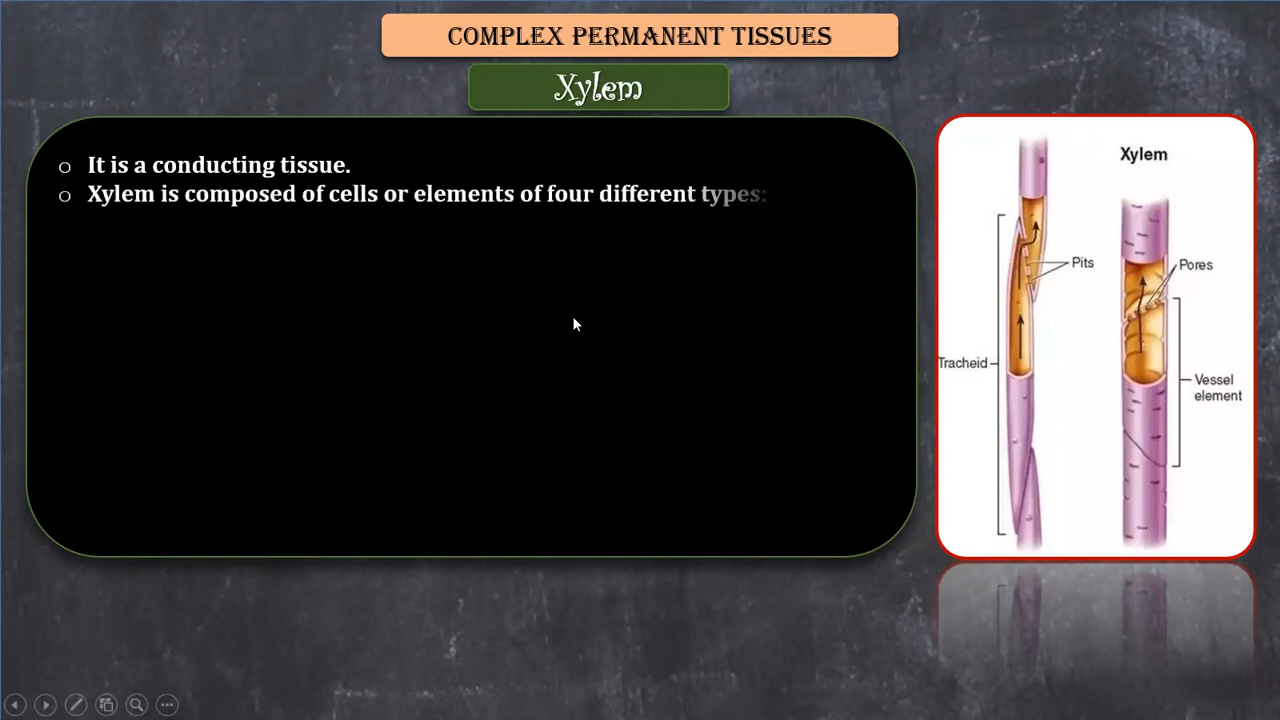 COMPLEX PERMANENT TISSUES
Xylem
It is a conducting tissue.
Xylem is composed of cells or elements of four different types:
Xylem
Pits
Pores
Tracheid
Vessel
element